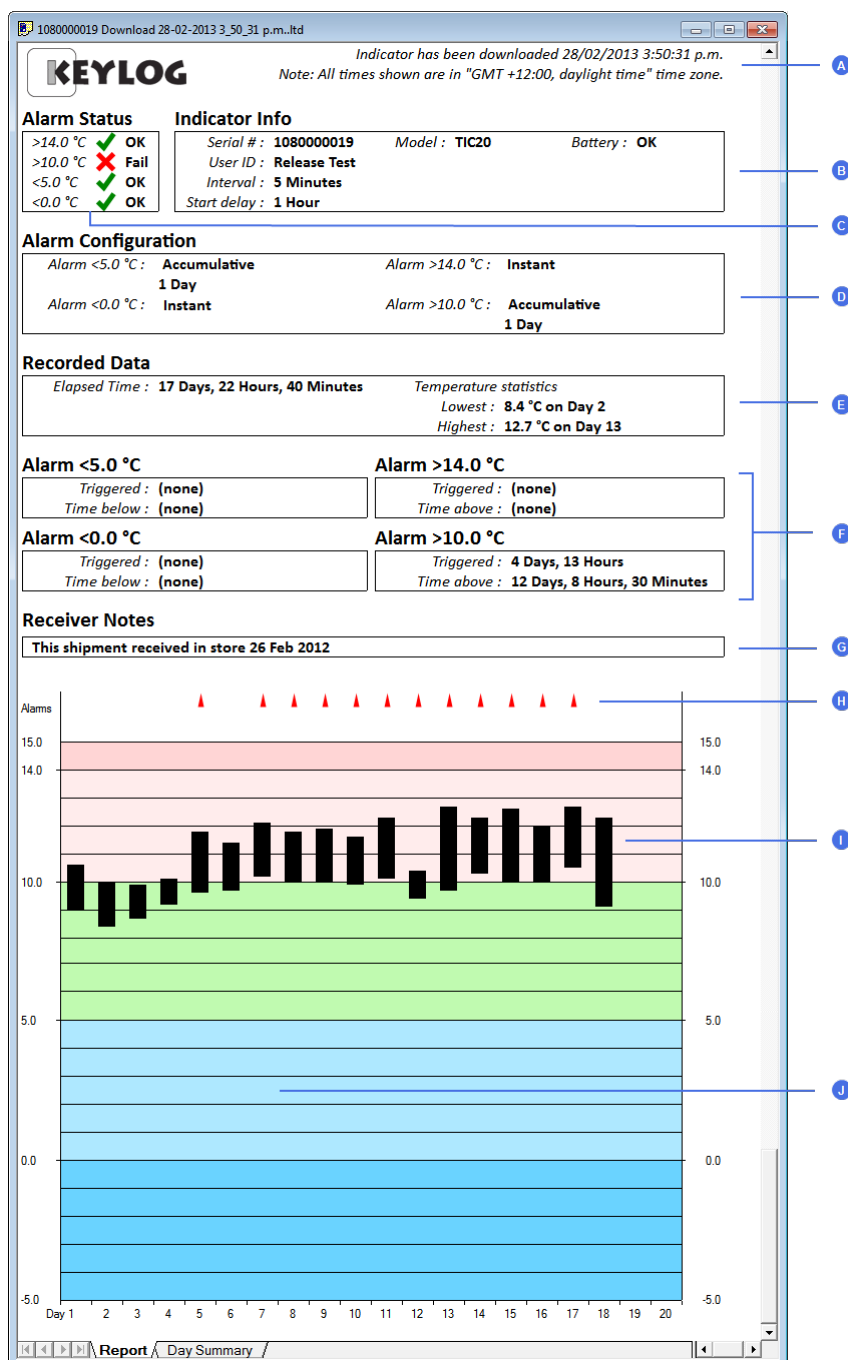 1080000019 Download 28-02-2013 3_50_31 p.m..ltd
KEYLOG
Indicator has been downloaded 28/02/2013 3:50:31 p.m.
Note: All times shown are in "GMT +12:00, daylight time" time zone.
A
Alarm Status
>14.0 °C OK
>10.0 °C Fail
<5.0 °C OK
<0.0 °C OK
Indicator Info
Serial # : 1080000019 Model : TIC20 Battery : OK
User ID : Release Test
Interval : 5 Minutes
Start delay : 1 Hour
B
C
Alarm Configuration
Alarm <5.0 °C : Accumulative Alarm >14.0 °C : Instant
1 Day
Alarm <0.0 °C : Instant Alarm >10.0 °C : Accumulative
1 Day
D
Recorded Data
Elapsed Time : 17 Days, 22 Hours, 40 Minutes Temperature statistics
Lowest : 8.4 °C on Day 2
Highest : 12.7 °C on Day 13
E
Alarm <5.0 °C
Triggered : (none)
Time below : (none)
Alarm >14.0 °C
Triggered : (none)
Time above : (none)
Alarm <0.0 °C
Triggered : (none)
Time below : (none)
Alarm >10.0 °C
Triggered : 4 Days, 13 Hours
Time above : 12 Days, 8 Hours, 30 Minutes
F
Receiver Notes
This shipment received in store 26 Feb 2012
G
Alarms
H
15.0 15.0
14.0 14.0
I
10.0 10.0
5.0 5.0
J
0.0 0.0
-5.0 -5.0
Day 1 2 3 4 5 6 7 8 9 10 11 12 13 14 15 16 17 18 19 20
Report Day Summary